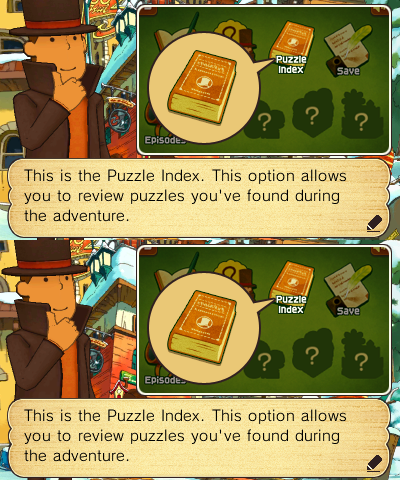 Puzzle
Index
Save
Episodes
This is the Puzzle Index. This option allows
you to review puzzles you've found during
the adventure.
Puzzle
Index
Save
Episodes
This is the Puzzle Index. This option allows
you to review puzzles you've found during
the adventure.